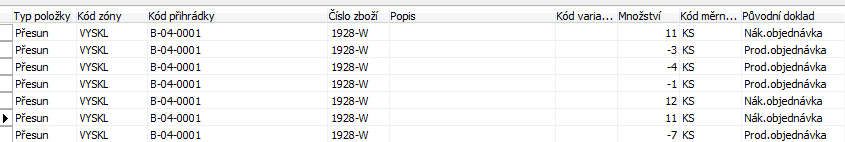 Typ položky Kód zóny Kód přihrádky Číslo zboží Popis Kód varia... Množství Kód měrn... Původní doklad
Přesun VYSKL B-04-0001 1928-W 11 KS Nák.objednávka
Přesun VYSKL B-04-0001 1928-W -3 KS Prod.objednávka
Přesun VYSKL B-04-0001 1928-W -4 KS Prod.objednávka
Přesun VYSKL B-04-0001 1928-W -1 KS Prod.objednávka
Přesun VYSKL B-04-0001 1928-W 12 KS Nák.objednávka
Přesun VYSKL B-04-0001 1928-W 11 KS Nák.objednávka
Přesun VYSKL B-04-0001 1928-W -7 KS Prod.objednávka